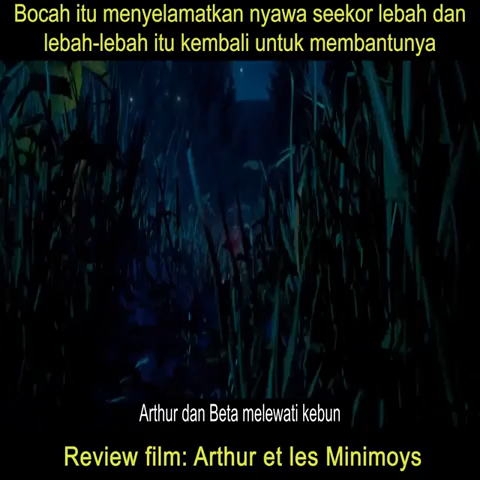 Bocah itu menyelamatkan nyawa seekor lebah dan
lebah-lebah itu kembali untuk membantunya
Arthur dan Beta melewati kebun
Review film: Arthur et les Minimoys